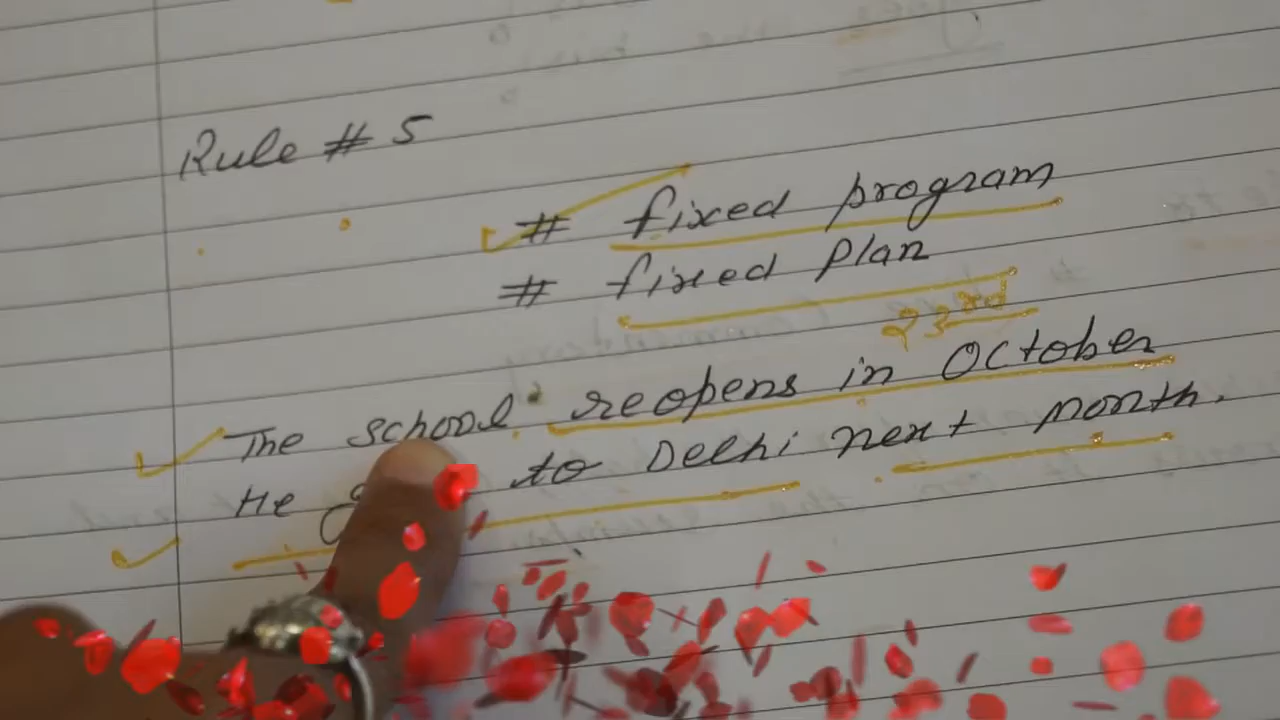 Rule # 5
# fixed program
# fixed plan
23rd
The school reopens in October
He to Delhi next month.